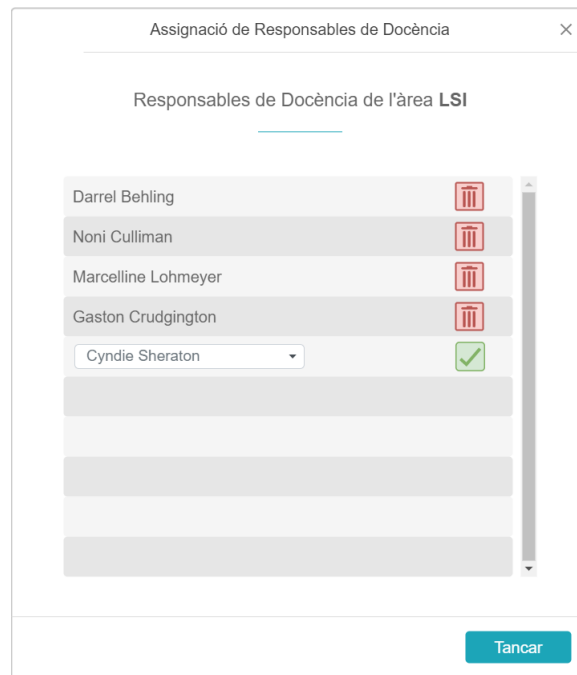 Assignació de Responsables de Docència
Responsables de Docència de l'àrea LSI
Darrel Behling
Noni Culliman
Marcelline Lohmeyer
Gaston Crudgington
Cyndie Sheraton
Tancar